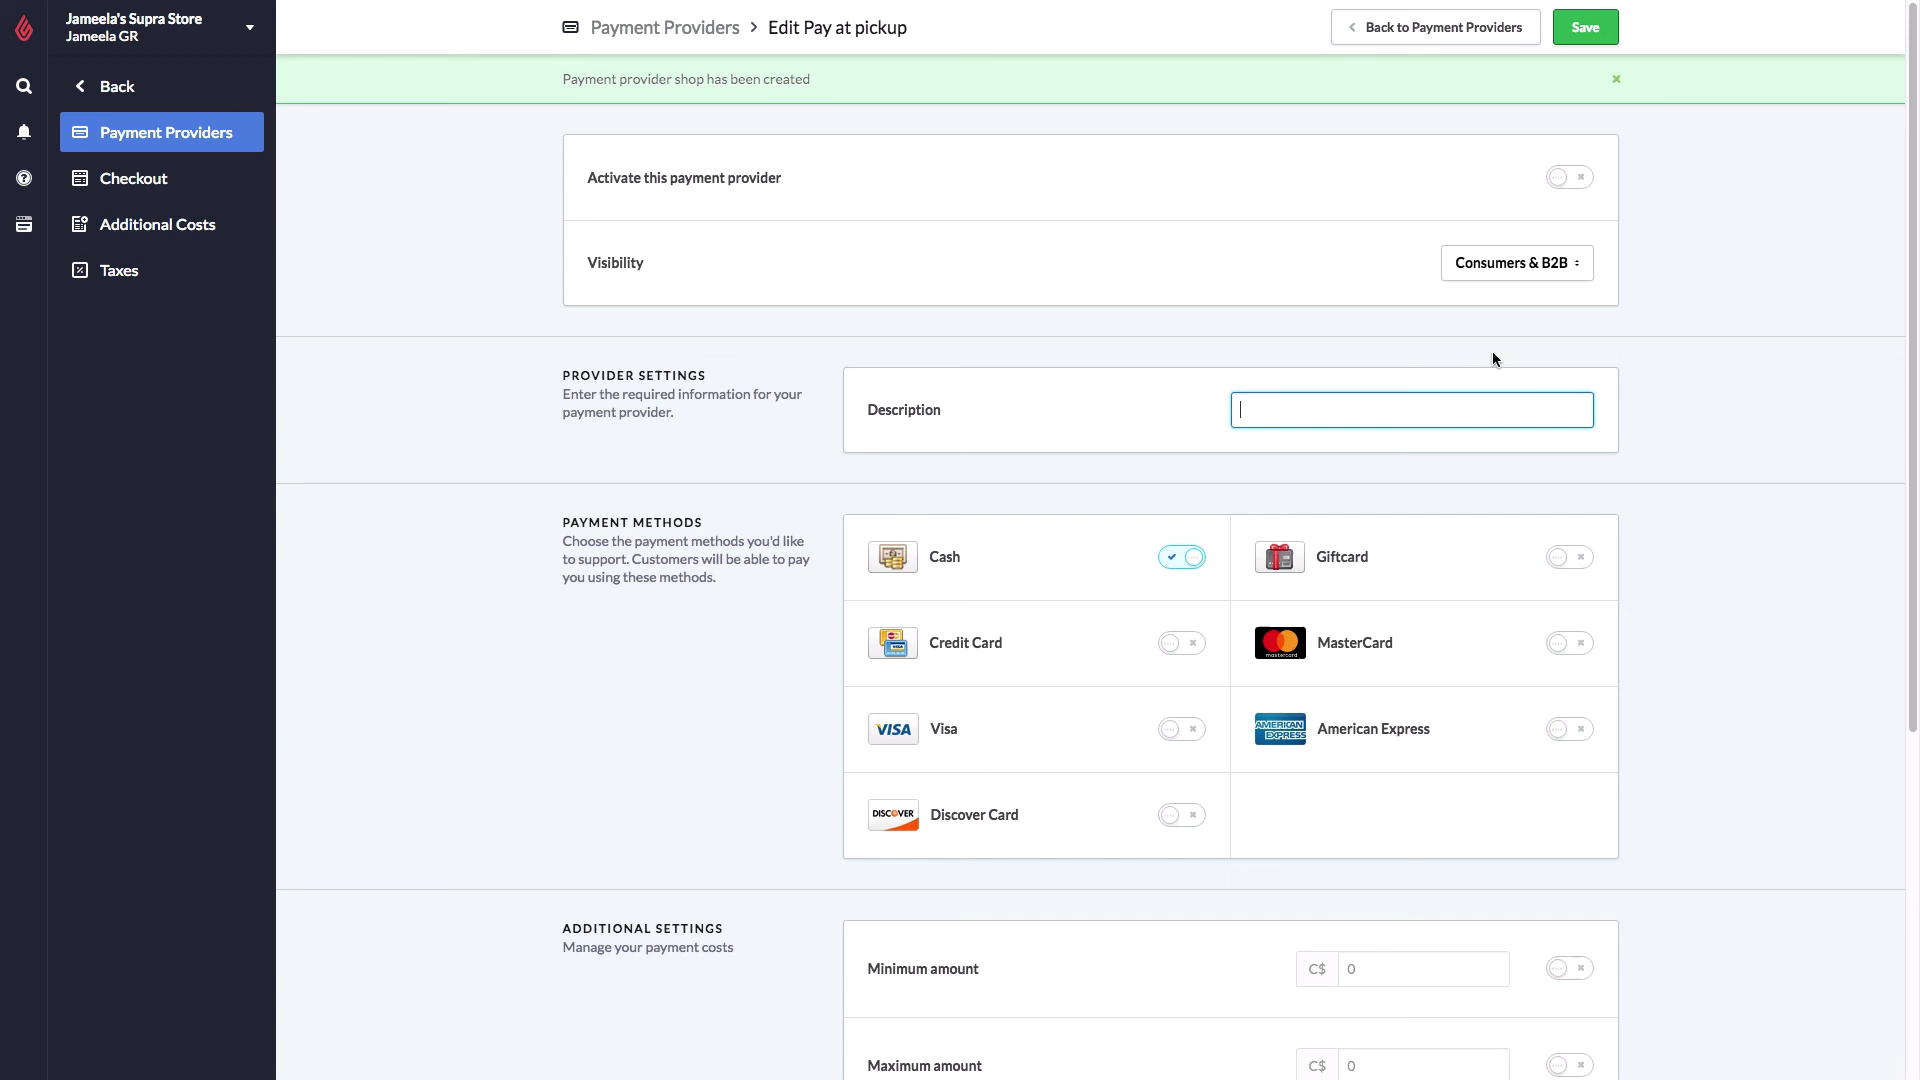 Jameela's Supra Store
Jameela GR
Back
Payment Providers
Checkout
Additional Costs
Taxes
Payment Providers > Edit Pay at pickup
Back to Payment Providers
Save
Payment provider shop has been created
Activate this payment provider
Visibility
Consumers & B2B
PROVIDER SETTINGS
Enter the required information for your
payment provider.
Description
PAYMENT METHODS
Choose the payment methods you'd like
to support. Customers will be able to pay
you using these methods.
Cash
Giftcard
Credit Card
mastercard
MasterCard
VISA
Visa
AMERICAN
EXPRESS
American Express
DISCOVER
Discover Card
ADDITIONAL SETTINGS
Manage your payment costs
Minimum amount
C$ 0
Maximum amount
C$ 0